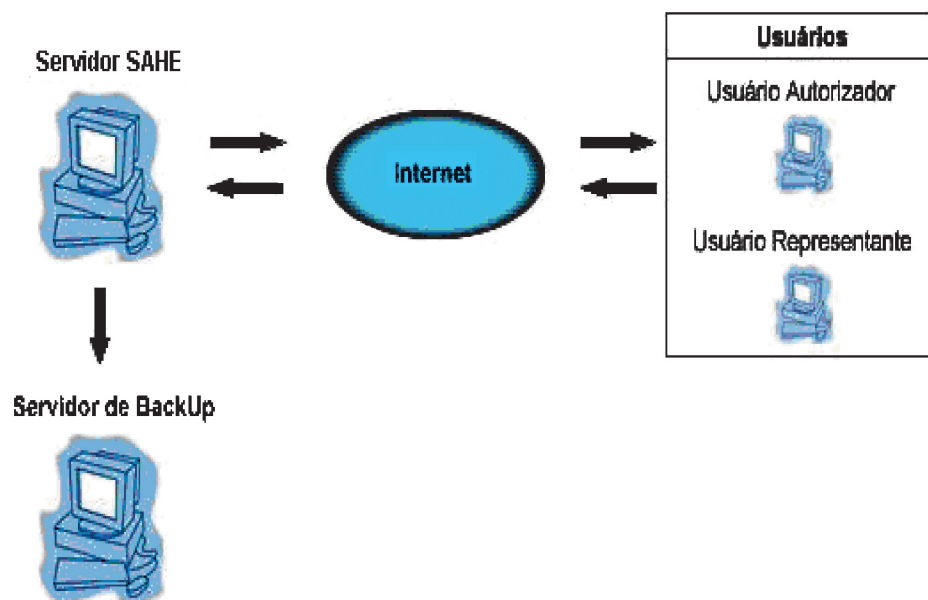 Servidor SAHE
Internet
Usuários
Usuário Autorizador
Usuário Representante
Servidor de BackUp